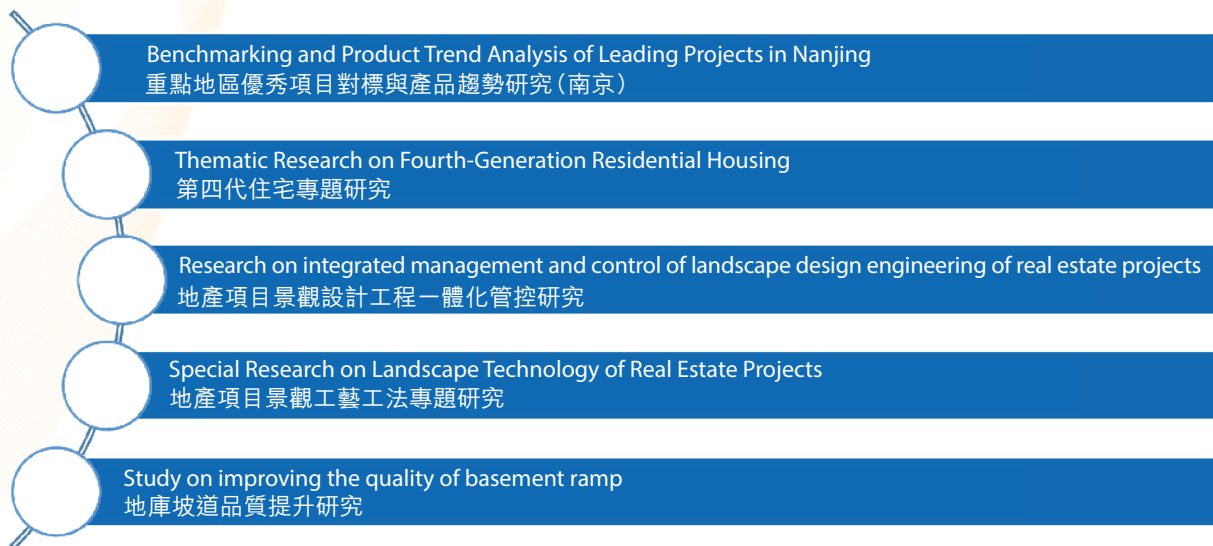 Benchmarking and Product Trend Analysis of Leading Projects in Nanjing
重點地區優秀項目對標與產品趨勢研究（南京）
Thematic Research on Fourth-Generation Residential Housing
第四代住宅專題研究
Research on integrated management and control of landscape design engineering of real estate projects
地產項目景觀設計工程一體化管控研究
Special Research on Landscape Technology of Real Estate Projects
地產項目景觀工藝工法專題研究
Study on improving the quality of basement ramp
地庫坡道品質提升研究